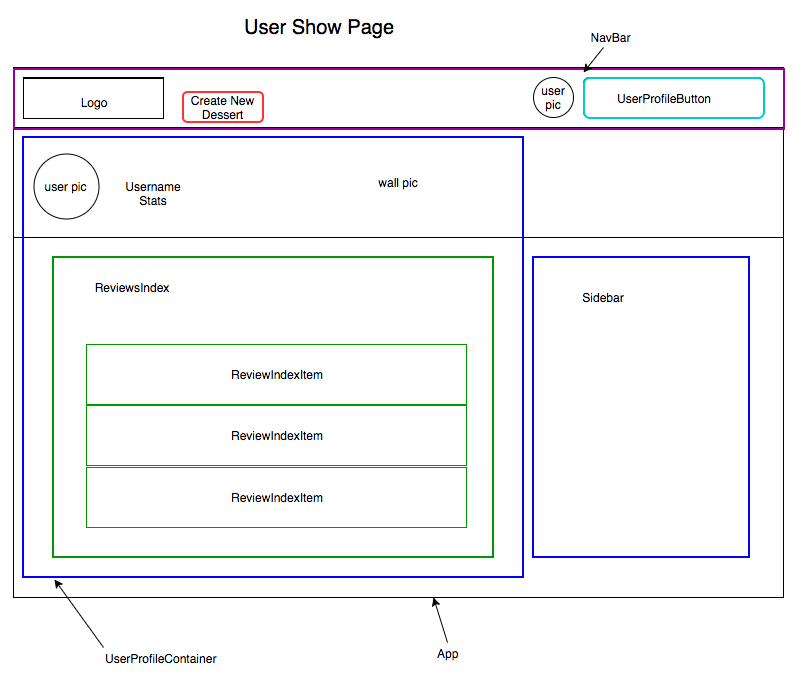 User Show Page
NavBar
Logo
Create New
Dessert
user
pic
UserProfileButton
user pic
Username
Stats
wall pic
ReviewsIndex
Sidebar
ReviewIndexItem
ReviewIndexItem
ReviewIndexItem
UserProfileContainer
App